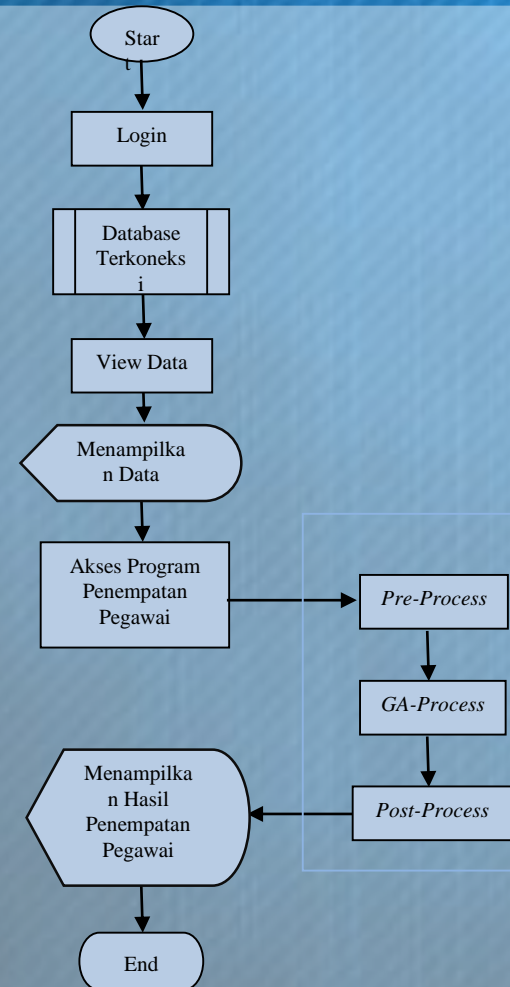 Star
t
Login
Database
Terkoneks
i
View Data
Menampilka
n Data
Akses Program
Penempatan
Pegawai
Pre-Process
GA-Process
Post-Process
Menampilka
n Hasil
Penempatan
Pegawai
End